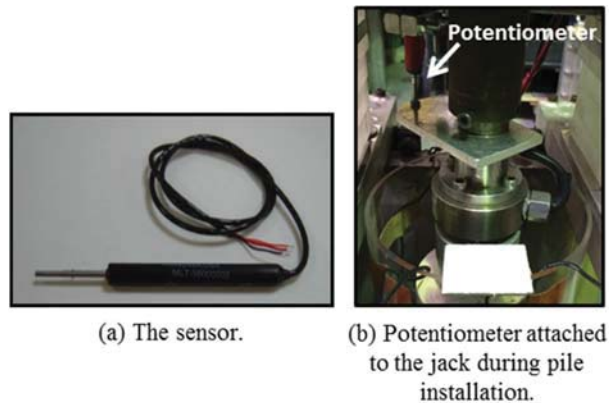 Potentiometer
(a) The sensor.
(b) Potentiometer attached
to the jack during pile
installation.